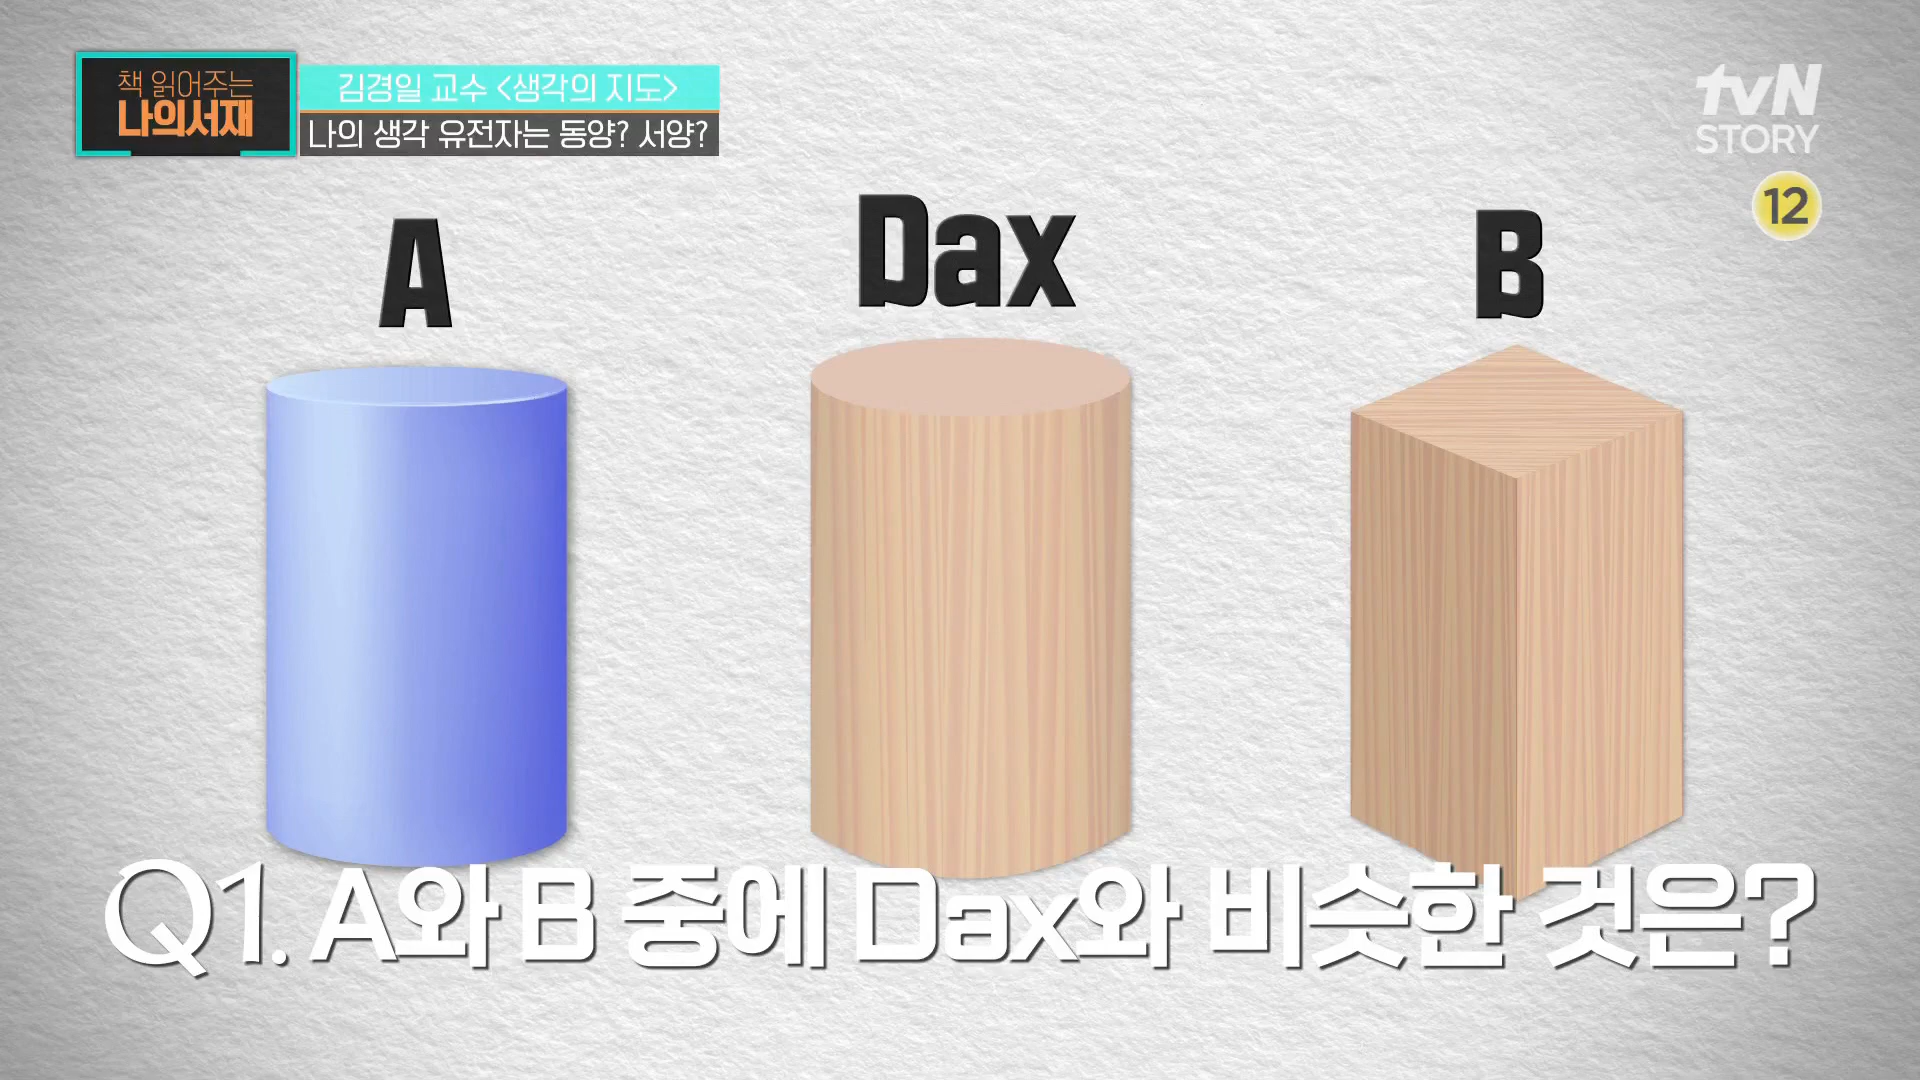 책 읽어주는
나의서재
김경일 교수 <생각의 지도>
나의 생각 유전자는 동양? 서양?
tvN
STORY
12
A
Dax
B
Q1. A와 B 중에 Dax와 비슷한 것은?